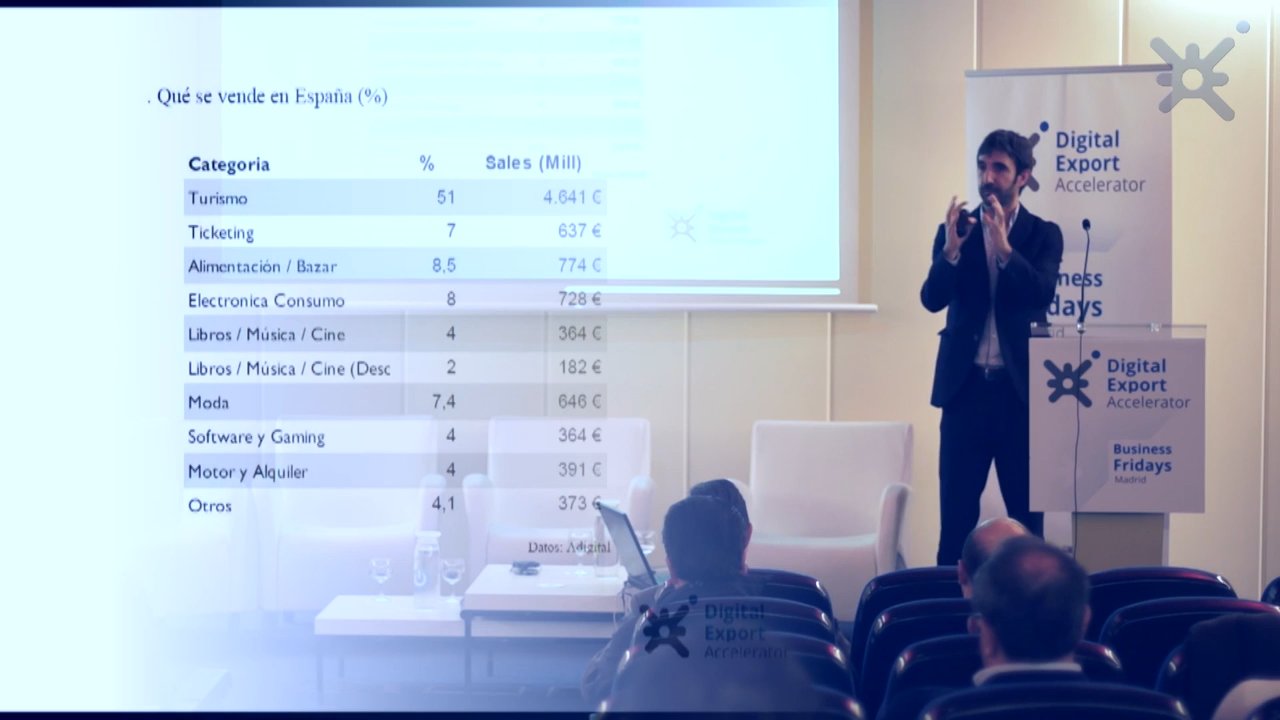 . Qué se vende en España (%)
Categoria % Sales (Mill)
Turismo 51 4.641 €
Ticketing 7 637 €
Alimentación / Bazar 8,5 774 €
Electronica Consumo 8 728 €
Libros / Música / Cine 4 364 €
Libros / Música / Cine (Desc 2 182 €
Moda 7,4 646 €
Software y Gaming 4 364 €
Motor y Alquiler 4 391 €
Otros 4,1 373 €
Datos: Adigital
Digital
Export
Accelerator
ness
days
Digital
Export
Accelerator
Business
Fridays
Madrid
Digital
Export
Accelerator